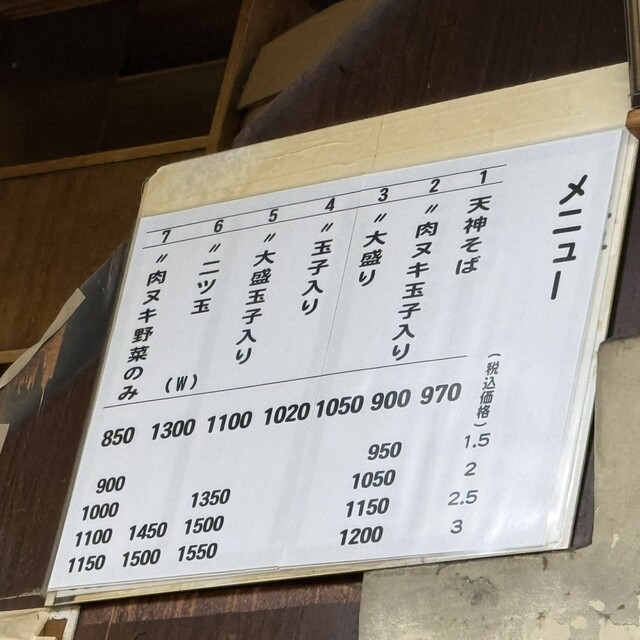 メニュー
(税込価格)
1 天神そば 970
2 〃肉ヌキ玉子入り 900
3 〃大盛り 1050
4 〃玉子入り 1020
5 〃大盛玉子入り 1100
6 〃二ツ玉 (W) 1300
7 〃肉ヌキ野菜のみ 850
1.5 950 900
2 1050 1350 1000
2.5 1150 1500 1450 1100
3 1200 1550 1500 1150